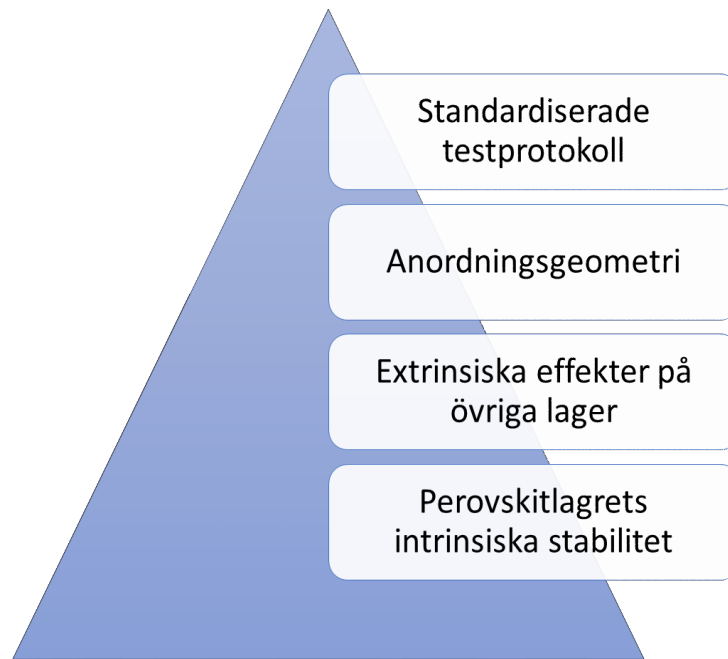 Standardiserade
testprotokoll
Anordningsgeometri
Extrinsiska effekter på
övriga lager
Perovskitlagrets
intrinsiska stabilitet